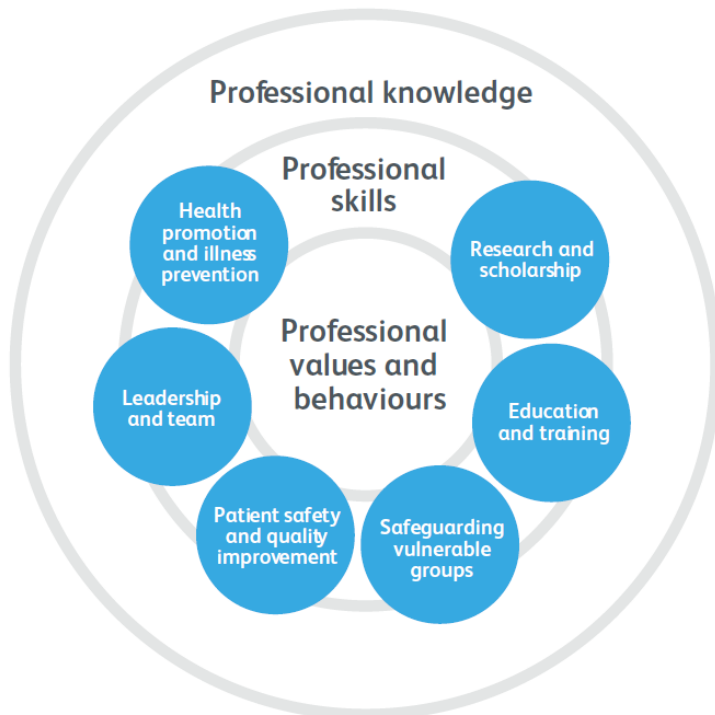 Professional knowledge
Professional
skills
Health
promotion
and illness
prevention
Research and
scholarship
Professional
values and
behaviours
Leadership
and team
Education
and training
Patient safety
and quality
improvement
Safeguarding
vulnerable
groups